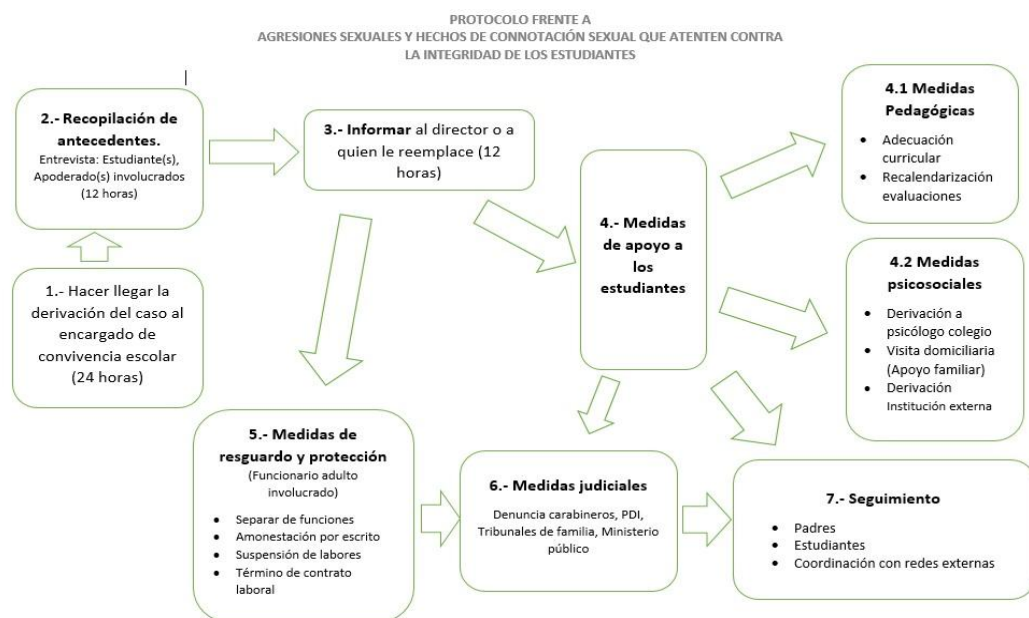 PROTOCOLO FRENTE A
AGRESIONES SEXUALES Y HECHOS DE CONNOTACIÓN SEXUAL QUE ATENTEN CONTRA
LA INTEGRIDAD DE LOS ESTUDIANTES
1.- Hacer llegar la
derivación del caso al
encargado de
convivencia escolar
(24 horas)
2.- Recopilación de
antecedentes.
Entrevista: Estudiante(s),
Apoderado(s) involucrados
(12 horas)
3.- Informar al director o a
quien le reemplace (12
horas)
4.- Medidas
de apoyo a
los
estudiantes
4.1 Medidas
Pedagógicas
• Adecuación
curricular
• Recalendarización
evaluaciones
4.2 Medidas
psicosociales
• Derivación a
psicólogo colegio
• Visita domiciliaria
(Apoyo familiar)
• Derivación
Institución externa
5.- Medidas de
resguardo y protección
(Funcionario adulto
involucrado)
• Separar de funciones
• Amonestación por escrito
• Suspensión de labores
• Término de contrato
laboral
6.- Medidas judiciales
Denuncia carabineros, PDI,
Tribunales de familia, Ministerio
público
7.- Seguimiento
• Padres
• Estudiantes
• Coordinación con redes externas